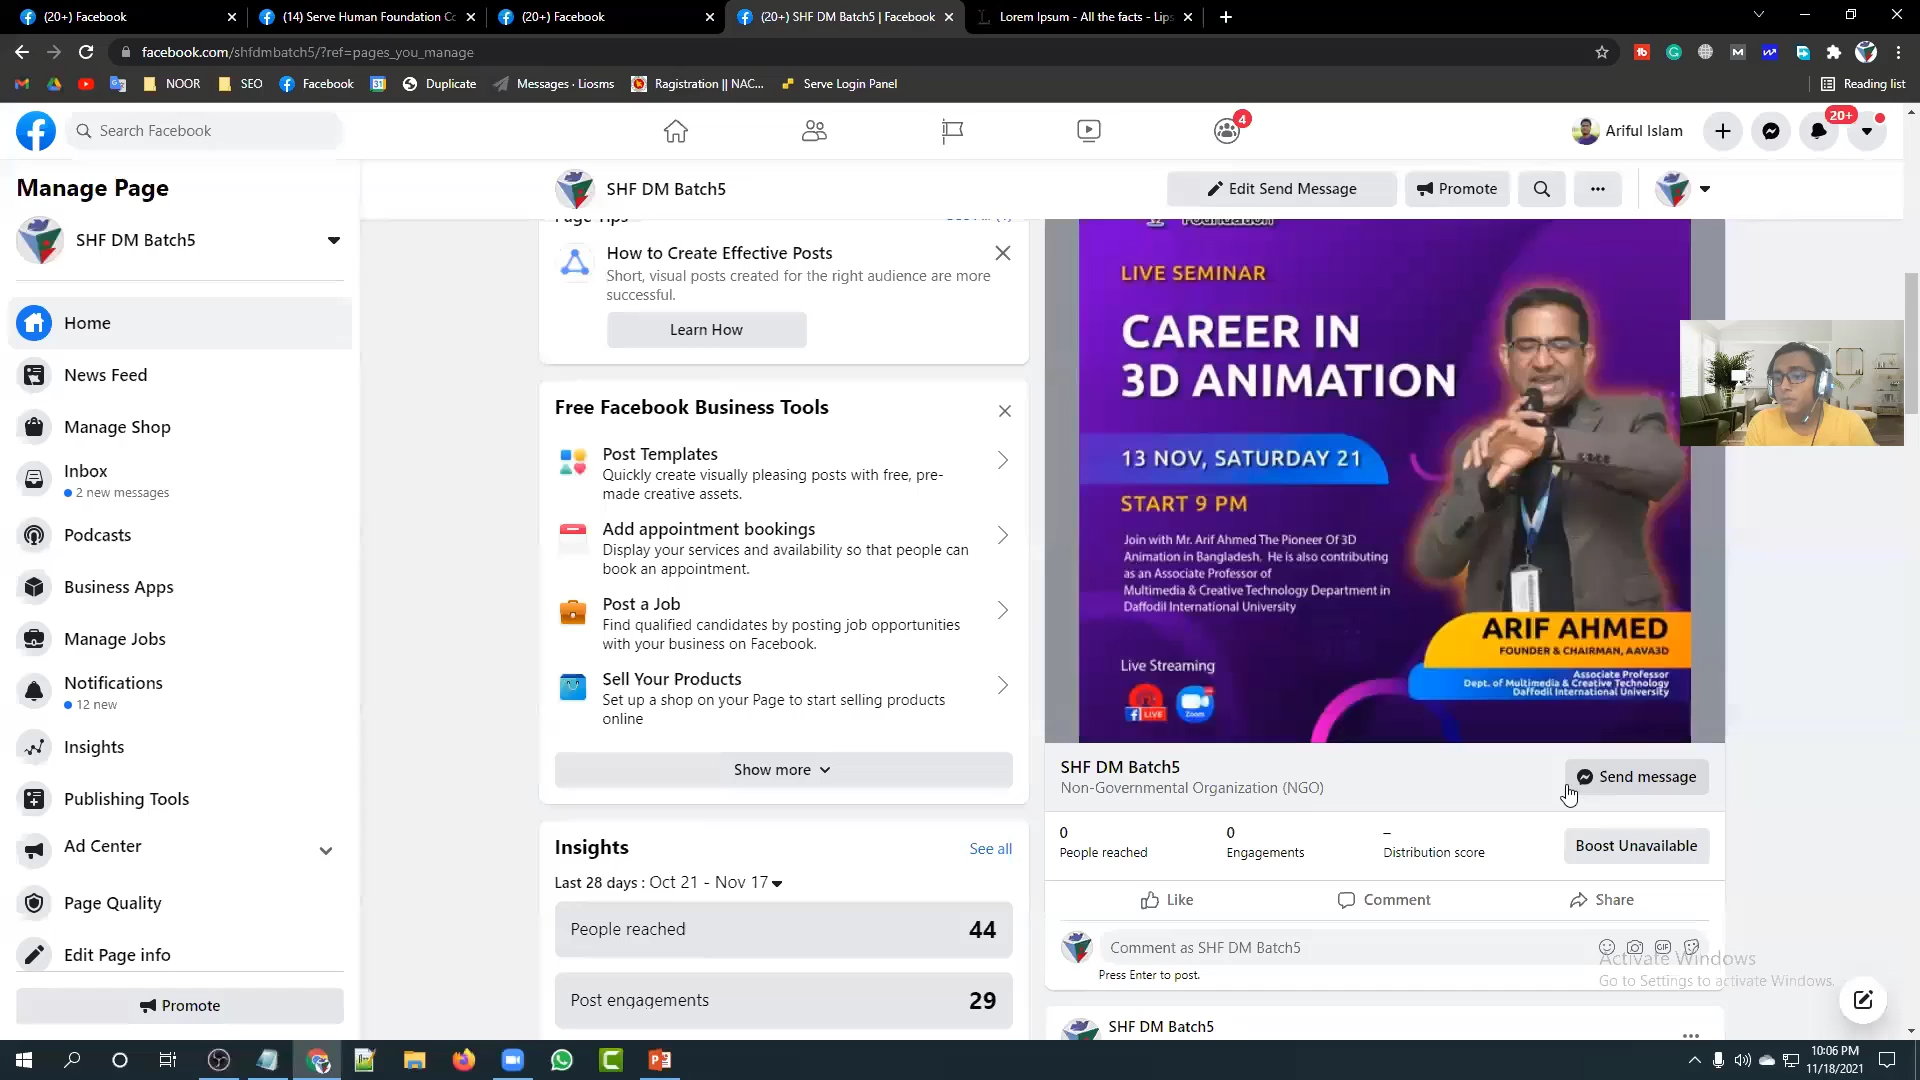 (20+) Facebook
(14) Serve Human Foundation Co
(20+) Facebook
(20+) SHF DM Batch5 | Facebook
Lorem Ipsum - All the facts - Lips
facebook.com/shfdmbatch5/?ref=pages_you_manage
NOOR
SEO
Facebook
31
Duplicate
Messages · Liosms
Ragistration || NAC...
Serve Login Panel
Reading list
Search Facebook
4
Ariful Islam
20+
Manage Page
SHF DM Batch5
SHF DM Batch5
Edit Send Message
Promote
Home
News Feed
Manage Shop
Inbox
2 new messages
Podcasts
Business Apps
Manage Jobs
Notifications
12 new
Insights
Publishing Tools
Ad Center
Page Quality
Edit Page info
Promote
Page Tips
How to Create Effective Posts
Short, visual posts created for the right audience are more
successful.
Learn How
Free Facebook Business Tools
Post Templates
Quickly create visually pleasing posts with free, pre-
made creative assets.
Add appointment bookings
Display your services and availability so that people can
book an appointment.
Post a Job
Find qualified candidates by posting job opportunities
with your business on Facebook.
Sell Your Products
Set up a shop on your Page to start selling products
online
Show more
Insights
See all
Last 28 days : Oct 21 - Nov 17
People reached
44
Post engagements
29
Foundation
LIVE SEMINAR
CAREER IN
3D ANIMATION
13 NOV, SATURDAY 21
START 9 PM
Join with Mr. Arif Ahmed The Pioneer Of 3D
Animation in Bangladesh. He is also contributing
as an Associate Professor of
Multimedia & Creative Technology Department in
Daffodil International University
ARIF AHMED
FOUNDER & CHAIRMAN, AAVA3D
Associate Professor
Dept. of Multimedia & Creative Technology
Daffodil International University
Live Streaming
LIVE
Zoom
SHF DM Batch5
Non-Governmental Organization (NGO)
Send message
0
People reached
0
Engagements
–
Distribution score
Boost Unavailable
Like
Comment
Share
Comment as SHF DM Batch5
GIF
Press Enter to post.
Activate Windows
Go to Settings to activate Windows.
SHF DM Batch5
10:06 PM
11/18/2021